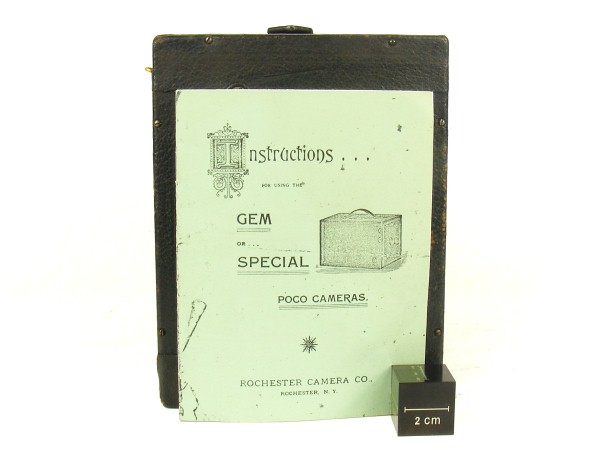 Instructions . . .
FOR USING THE
GEM
OR . . .
SPECIAL
POCO CAMERAS.
ROCHESTER CAMERA CO.,
ROCHESTER, N. Y.
2 cm